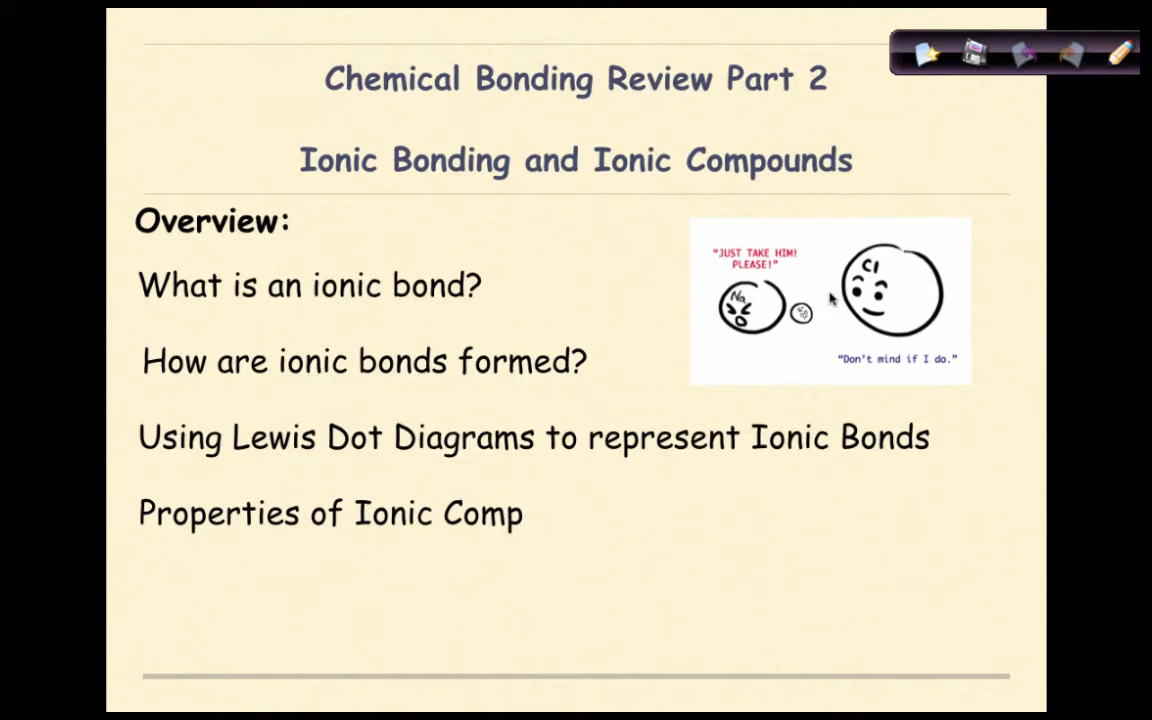 Chemical Bonding Review Part 2
Ionic Bonding and Ionic Compounds
Overview:
What is an ionic bond?
How are ionic bonds formed?
Using Lewis Dot Diagrams to represent Ionic Bonds
Properties of Ionic Comp
"JUST TAKE HIM!
PLEASE!"
Na
Cl
"Don't mind if I do."